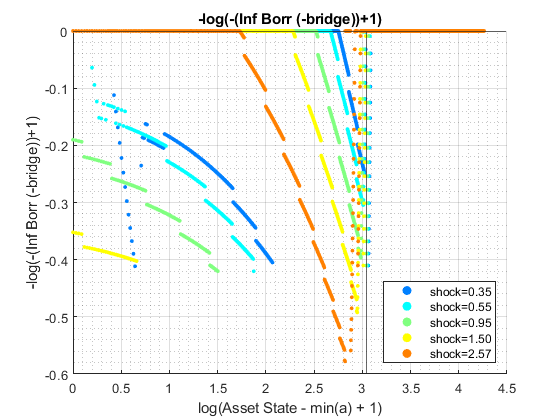 -log(-(Inf Borr (-bridge))+1)
-log(-(Inf Borr (-bridge))+1)
0
-0.1
-0.2
-0.3
-0.4
-0.5
-0.6
shock=0.35
shock=0.55
shock=0.95
shock=1.50
shock=2.57
0 0.5 1 1.5 2 2.5 3 3.5 4 4.5
log(Asset State - min(a) + 1)